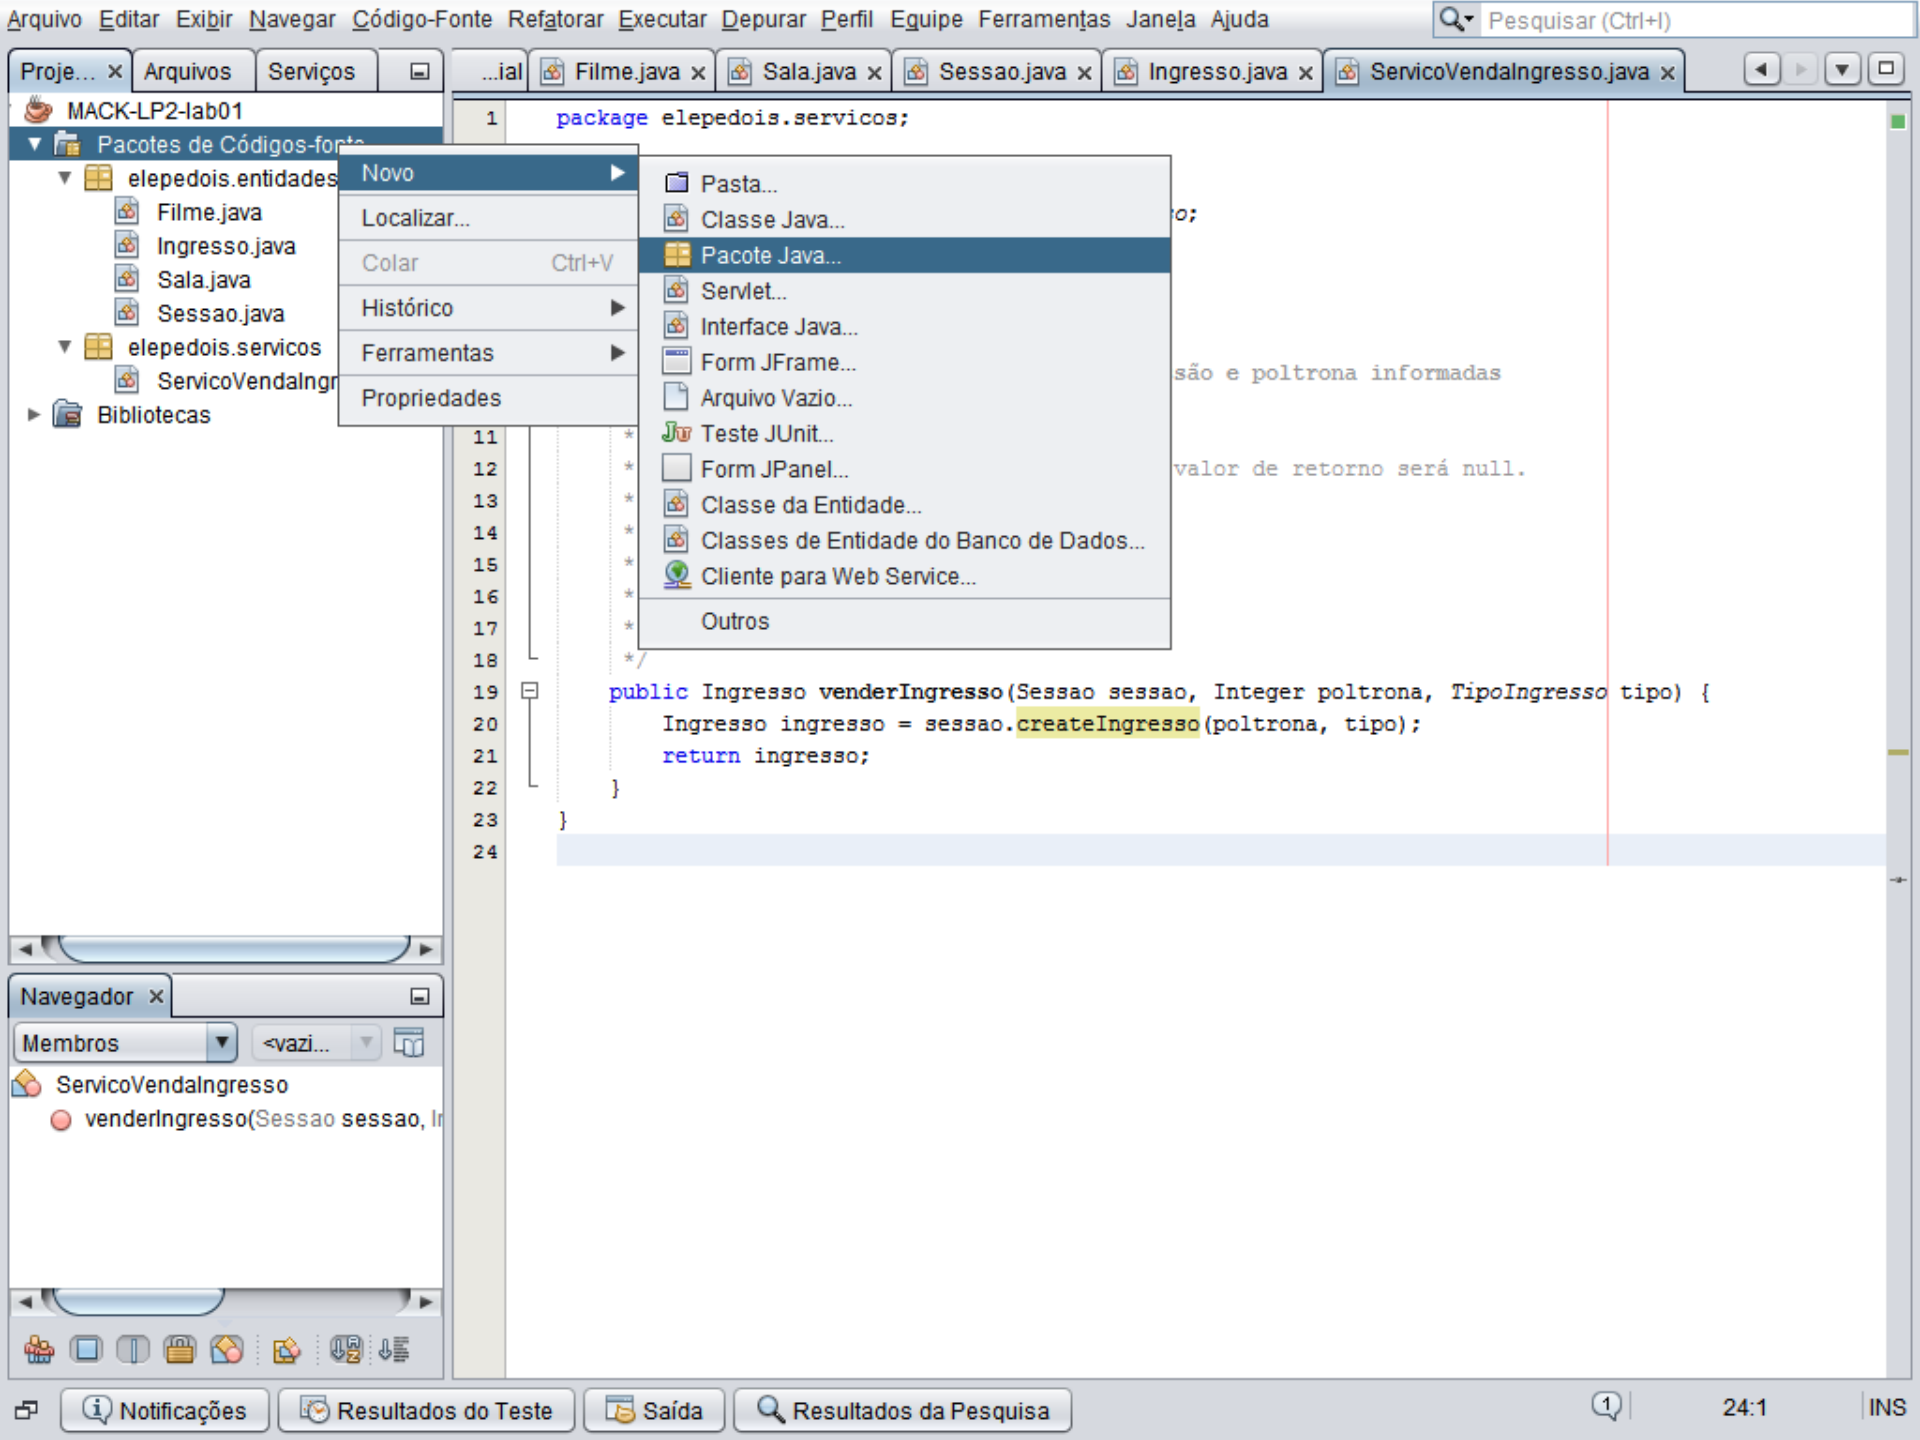 Arquivo Editar Exibir Navegar Código-Fonte Refatorar Executar Depurar Perfil Equipe Ferramentas Janela Ajuda
Pesquisar (Ctrl+I)
Proje... Arquivos Serviços
...ial Filme.java Sala.java Sessao.java Ingresso.java ServicoVendaIngresso.java
MACK-LP2-lab01
Pacotes de Códigos-fonte
elepedois.entidades
Filme.java
Ingresso.java
Sala.java
Sessao.java
elepedois.servicos
ServicoVendaIngr
Bibliotecas
Novo
Localizar...
Colar Ctrl+V
Histórico
Ferramentas
Propriedades
Pasta...
Classe Java...
Pacote Java...
Servlet...
Interface Java...
Form JFrame...
Arquivo Vazio...
Teste JUnit...
Form JPanel...
Classe da Entidade...
Classes de Entidade do Banco de Dados...
Cliente para Web Service...
Outros
1 package elepedois.servicos;
o;
são e poltrona informadas
11 *
12 * valor de retorno será null.
13 *
14 *
15 *
16 *
17 *
18 */
19 public Ingresso venderIngresso(Sessao sessao, Integer poltrona, TipoIngresso tipo) {
20 Ingresso ingresso = sessao.createIngresso(poltrona, tipo);
21 return ingresso;
22 }
23 }
24
Navegador
Membros <vazi...
ServicoVendaIngresso
venderIngresso(Sessao sessao, In
Notificações Resultados do Teste Saída Resultados da Pesquisa
1 24:1 INS